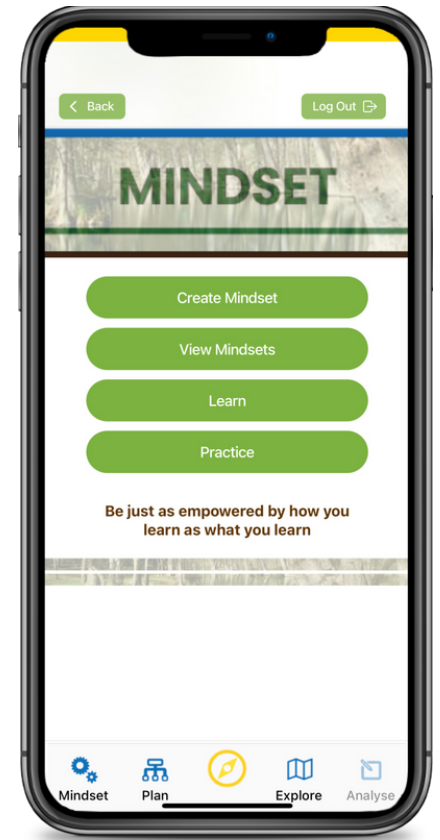 Back
Log Out
MINDSET
Create Mindset
View Mindsets
Learn
Practice
Be just as empowered by how you
learn as what you learn
Mindset
Plan
Explore
Analyse